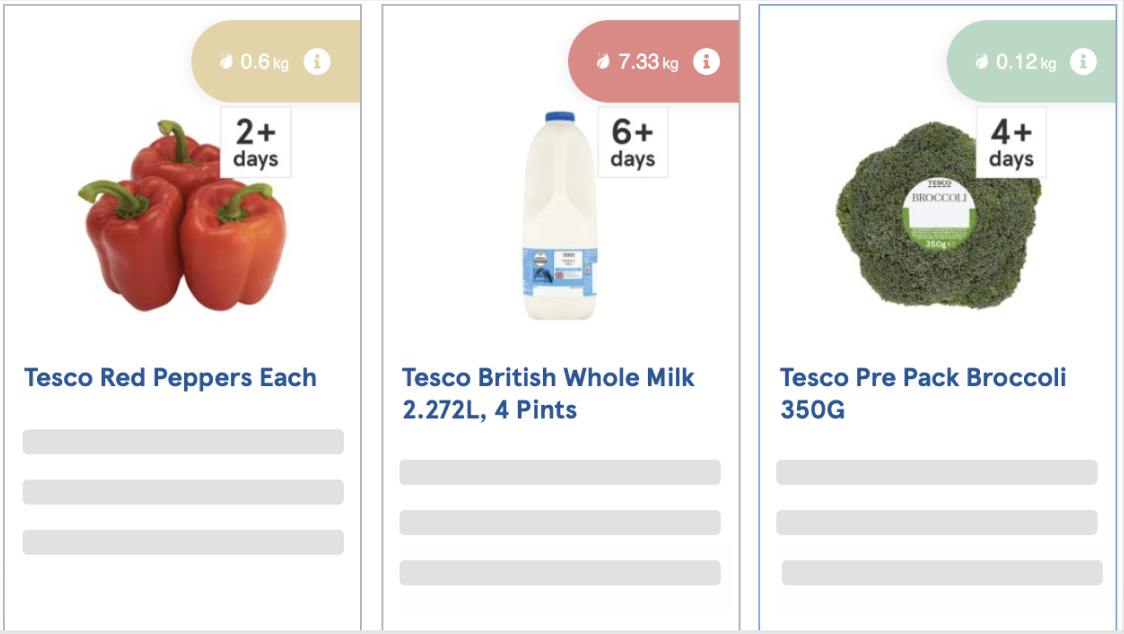 0.6 kg
2+
days
Tesco Red Peppers Each
7.33 kg
6+
days
TESCO
Tesco British Whole Milk
2.272L, 4 Pints
0.12 kg
4+
days
TESCO
BROCCOLI
350g
Tesco Pre Pack Broccoli
350G